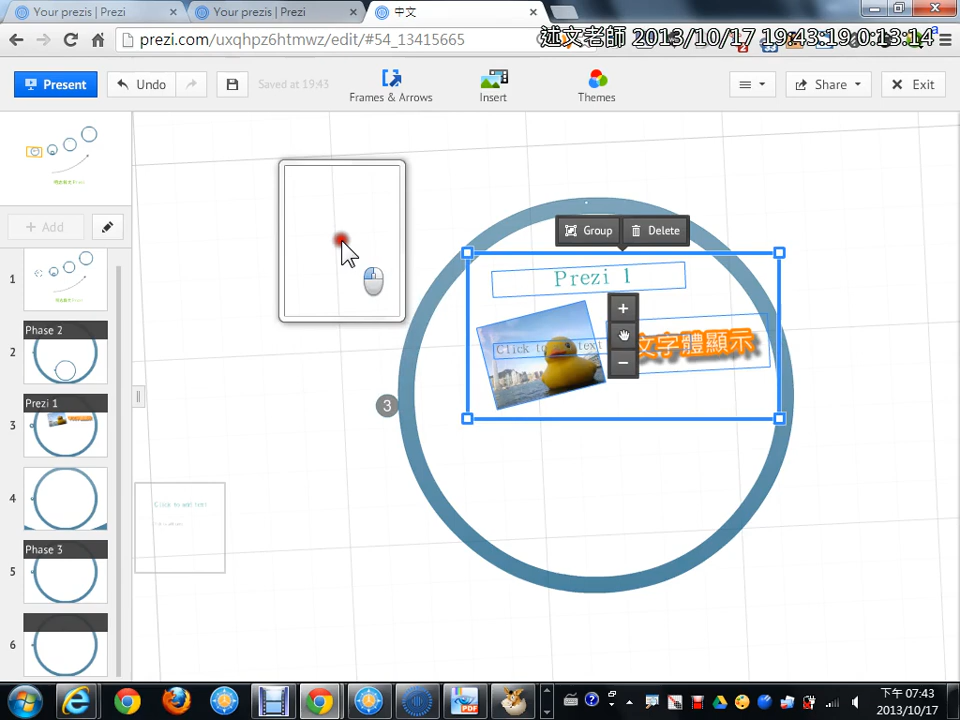 Your prezis | Prezi
Your prezis | Prezi
中文
prezi.com/uxqhpz6htmwz/edit/#54_13415665
述文老師 2013/10/17 19:43:19.0:13:14
Present
Undo
Saved at 19:43
Frames & Arrows
Insert
Themes
Share
Exit
+ Add
1
Phase 2
2
Prezi 1
3
4
Phase 3
5
6
Group
Delete
Prezi 1
Click to text
文字體顯示
3
Click to add text
PDF
下午 07:43
2013/10/17